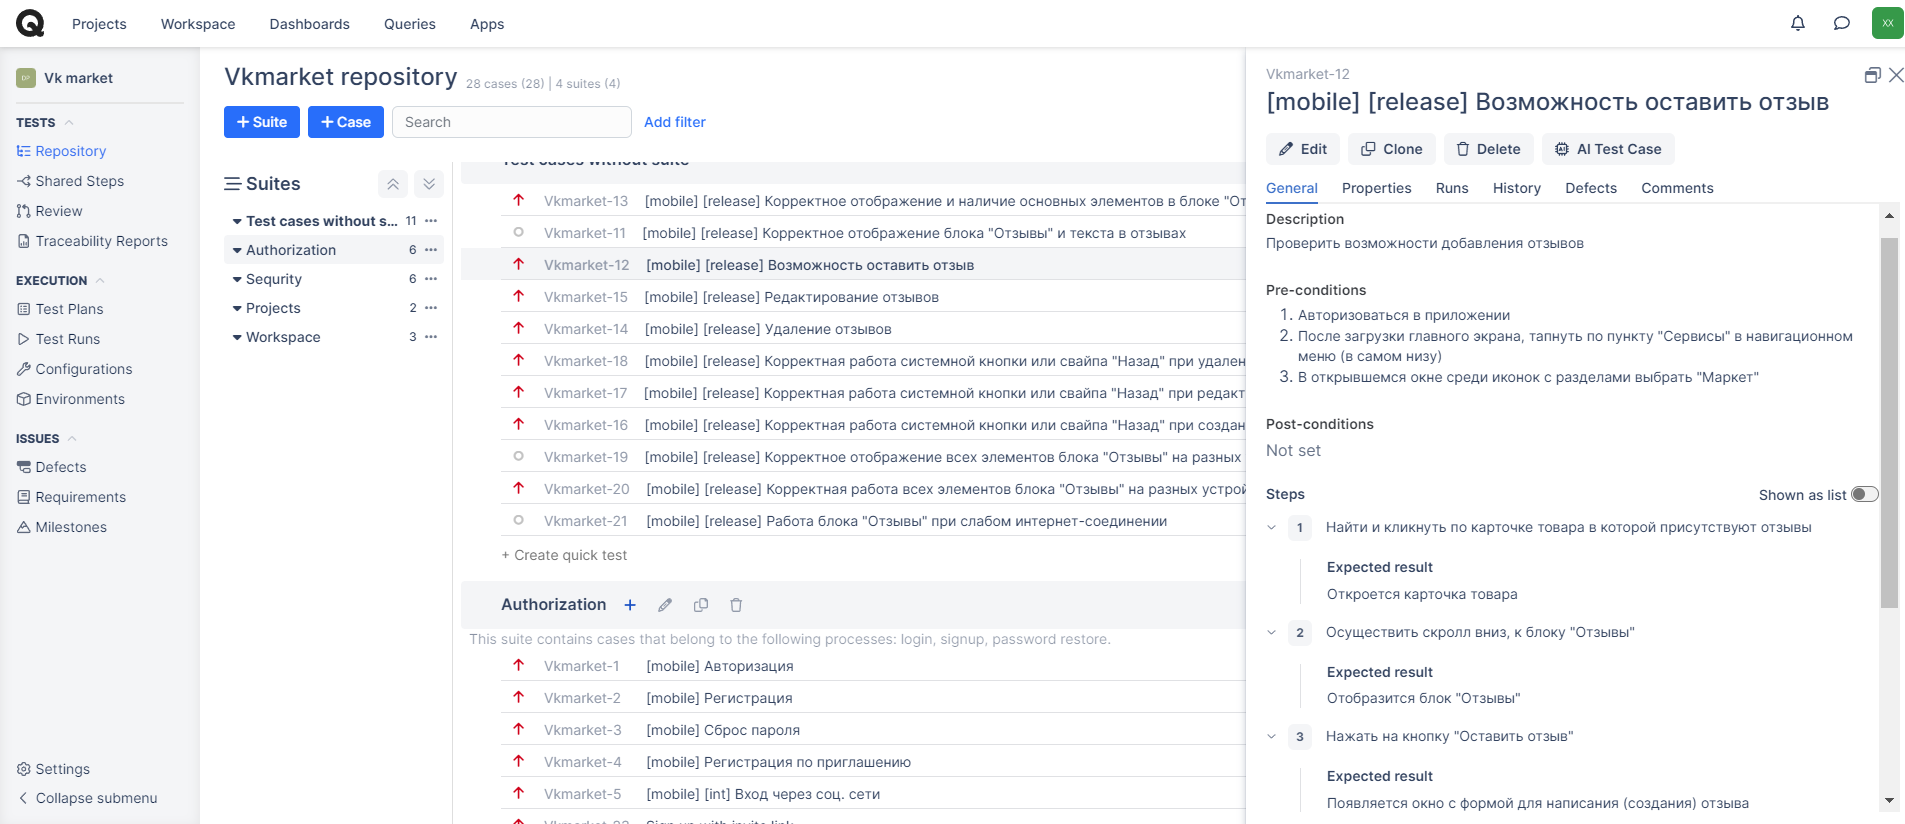 Projects Workspace Dashboards Queries Apps
XX
DP Vk market
TESTS
Repository
Shared Steps
Review
Traceability Reports
EXECUTION
Test Plans
Test Runs
Configurations
Environments
ISSUES
Defects
Requirements
Milestones
Settings
Collapse submenu
Vkmarket repository 28 cases (28) | 4 suites (4)
+ Suite + Case Search Add filter
Suites
Test cases without s... 11
Authorization 6
Sequrity 6
Projects 2
Workspace 3
Test cases without suite
Vkmarket-13 [mobile] [release] Корректное отображение и наличие основных элементов в блоке "От
Vkmarket-11 [mobile] [release] Корректное отображение блока "Отзывы" и текста в отзывах
Vkmarket-12 [mobile] [release] Возможность оставить отзыв
Vkmarket-15 [mobile] [release] Редактирование отзывов
Vkmarket-14 [mobile] [release] Удаление отзывов
Vkmarket-18 [mobile] [release] Корректная работа системной кнопки или свайпа "Назад" при удален
Vkmarket-17 [mobile] [release] Корректная работа системной кнопки или свайпа "Назад" при редакт
Vkmarket-16 [mobile] [release] Корректная работа системной кнопки или свайпа "Назад" при создан
Vkmarket-19 [mobile] [release] Корректное отображение всех элементов блока "Отзывы" на разных
Vkmarket-20 [mobile] [release] Корректная работа всех элементов блока "Отзывы" на разных устрой
Vkmarket-21 [mobile] [release] Работа блока "Отзывы" при слабом интернет-соединении
+ Create quick test
Authorization
This suite contains cases that belong to the following processes: login, signup, password restore.
Vkmarket-1 [mobile] Авторизация
Vkmarket-2 [mobile] Регистрация
Vkmarket-3 [mobile] Сброс пароля
Vkmarket-4 [mobile] Регистрация по приглашению
Vkmarket-5 [mobile] [int] Вход через соц. сети
Sign up with invite link
Vkmarket-12
[mobile] [release] Возможность оставить отзыв
Edit Clone Delete AI Test Case
General Properties Runs History Defects Comments
Description
Проверить возможности добавления отзывов
Pre-conditions
1. Авторизоваться в приложении
2. После загрузки главного экрана, тапнуть по пункту "Сервисы" в навигационном
меню (в самом низу)
3. В открывшемся окне среди иконок с разделами выбрать "Маркет"
Post-conditions
Not set
Steps Shown as list
1 Найти и кликнуть по карточке товара в которой присутствуют отзывы
Expected result
Откроется карточка товара
2 Осуществить скролл вниз, к блоку "Отзывы"
Expected result
Отобразится блок "Отзывы"
3 Нажать на кнопку "Оставить отзыв"
Expected result
Появляется окно с формой для написания (создания) отзыва